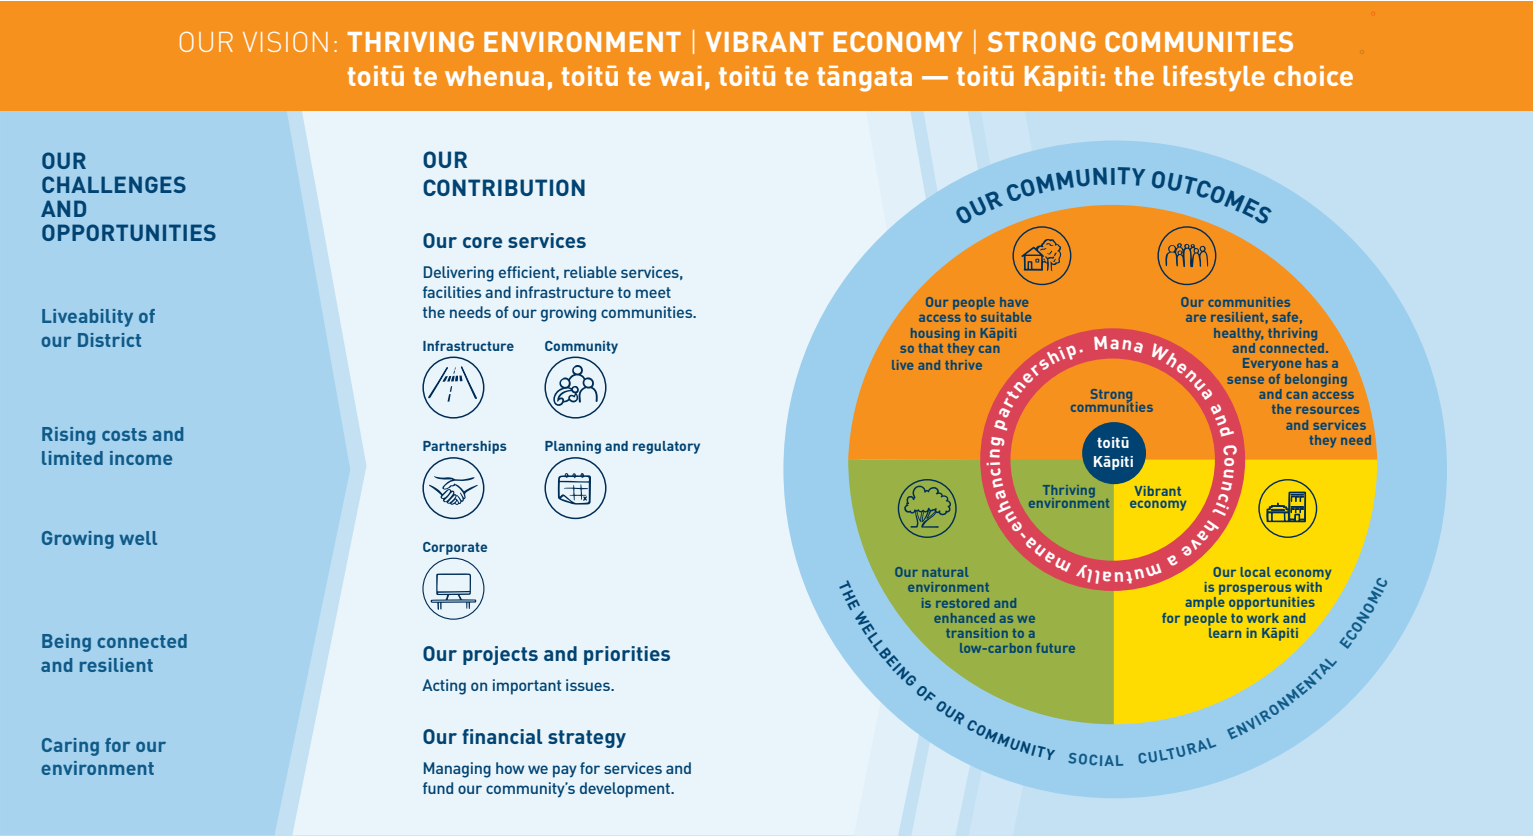 OUR VISION: THRIVING ENVIRONMENT | VIBRANT ECONOMY | STRONG COMMUNITIES
toitū te whenua, toitū te wai, toitū te tāngata — toitū Kāpiti: the lifestyle choice
OUR
CHALLENGES
AND
OPPORTUNITIES
Liveability of
our District
Rising costs and
limited income
Growing well
Being connected
and resilient
Caring for our
environment
OUR
CONTRIBUTION
Our core services
Delivering efficient, reliable services,
facilities and infrastructure to meet
the needs of our growing communities.
Infrastructure
Community
Partnerships
Planning and regulatory
Corporate
Our projects and priorities
Acting on important issues.
Our financial strategy
Managing how we pay for services and
fund our community’s development.
OUR COMMUNITY OUTCOMES
Our people have
access to suitable
housing in Kāpiti
so that they can
live and thrive
Our communities
are resilient, safe,
healthy, thriving
and connected.
Everyone has a
sense of belonging
and can access
the resources
and services
they need
Mana Whenua and Council have a mutually mana-enhancing partnership.
Strong
communities
toitū
Kāpiti
Thriving
environment
Vibrant
economy
Our natural
environment
is restored and
enhanced as we
transition to a
low-carbon future
Our local economy
is prosperous with
ample opportunities
for people to work and
learn in Kāpiti
THE WELLBEING OF OUR COMMUNITY SOCIAL CULTURAL ENVIRONMENTAL ECONOMIC